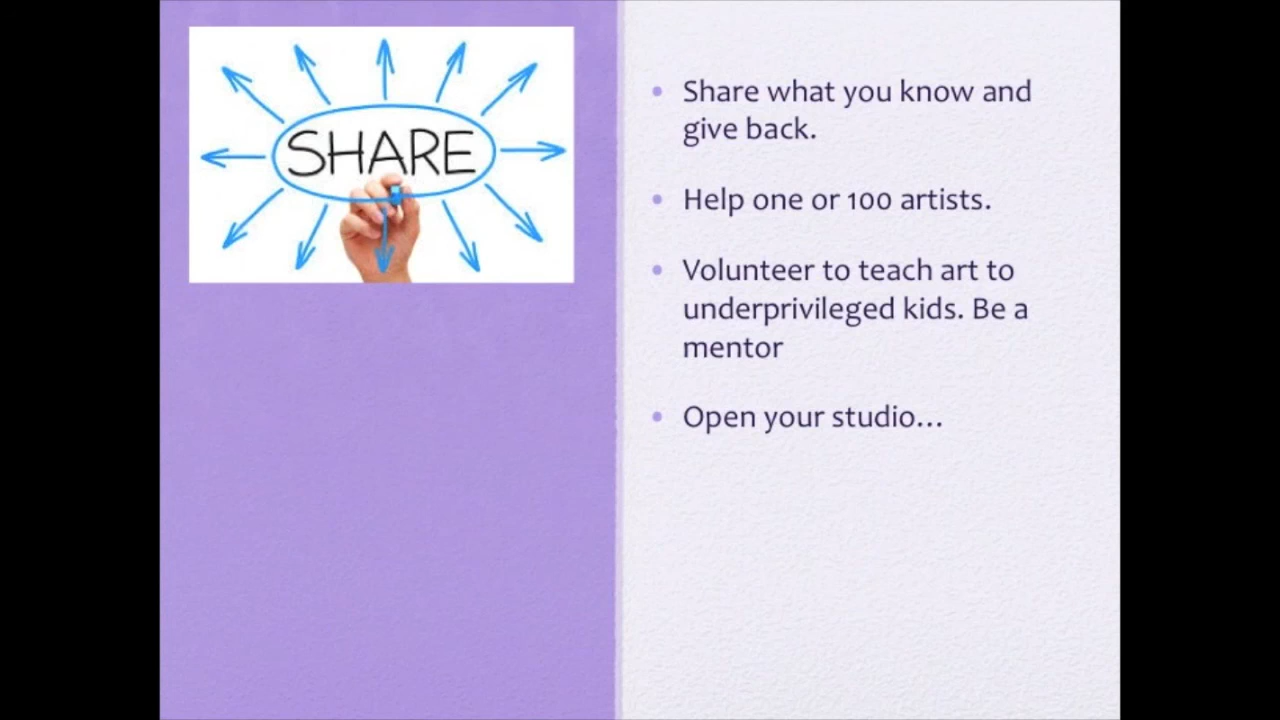 SHARE
• Share what you know and
give back.
• Help one or 100 artists.
• Volunteer to teach art to
underprivileged kids. Be a
mentor
• Open your studio...